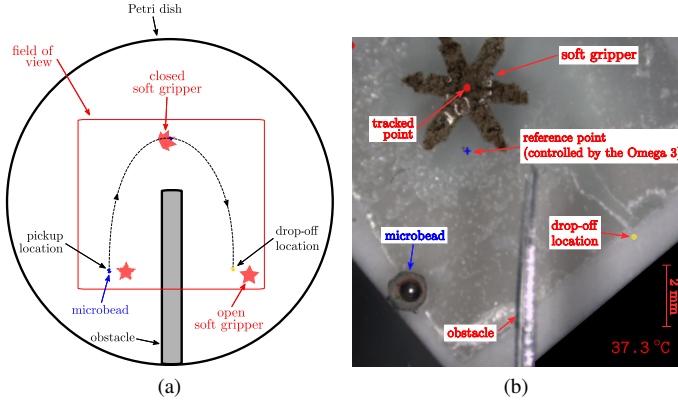 Petri dish
field of
view
closed
soft gripper
pickup
location
drop-off
location
microbead
open
soft gripper
obstacle
(a)
soft gripper
tracked
point
reference point
(controlled by the Omega 3)
microbead
drop-off
location
obstacle
2 mm
37.3 °C
(b)